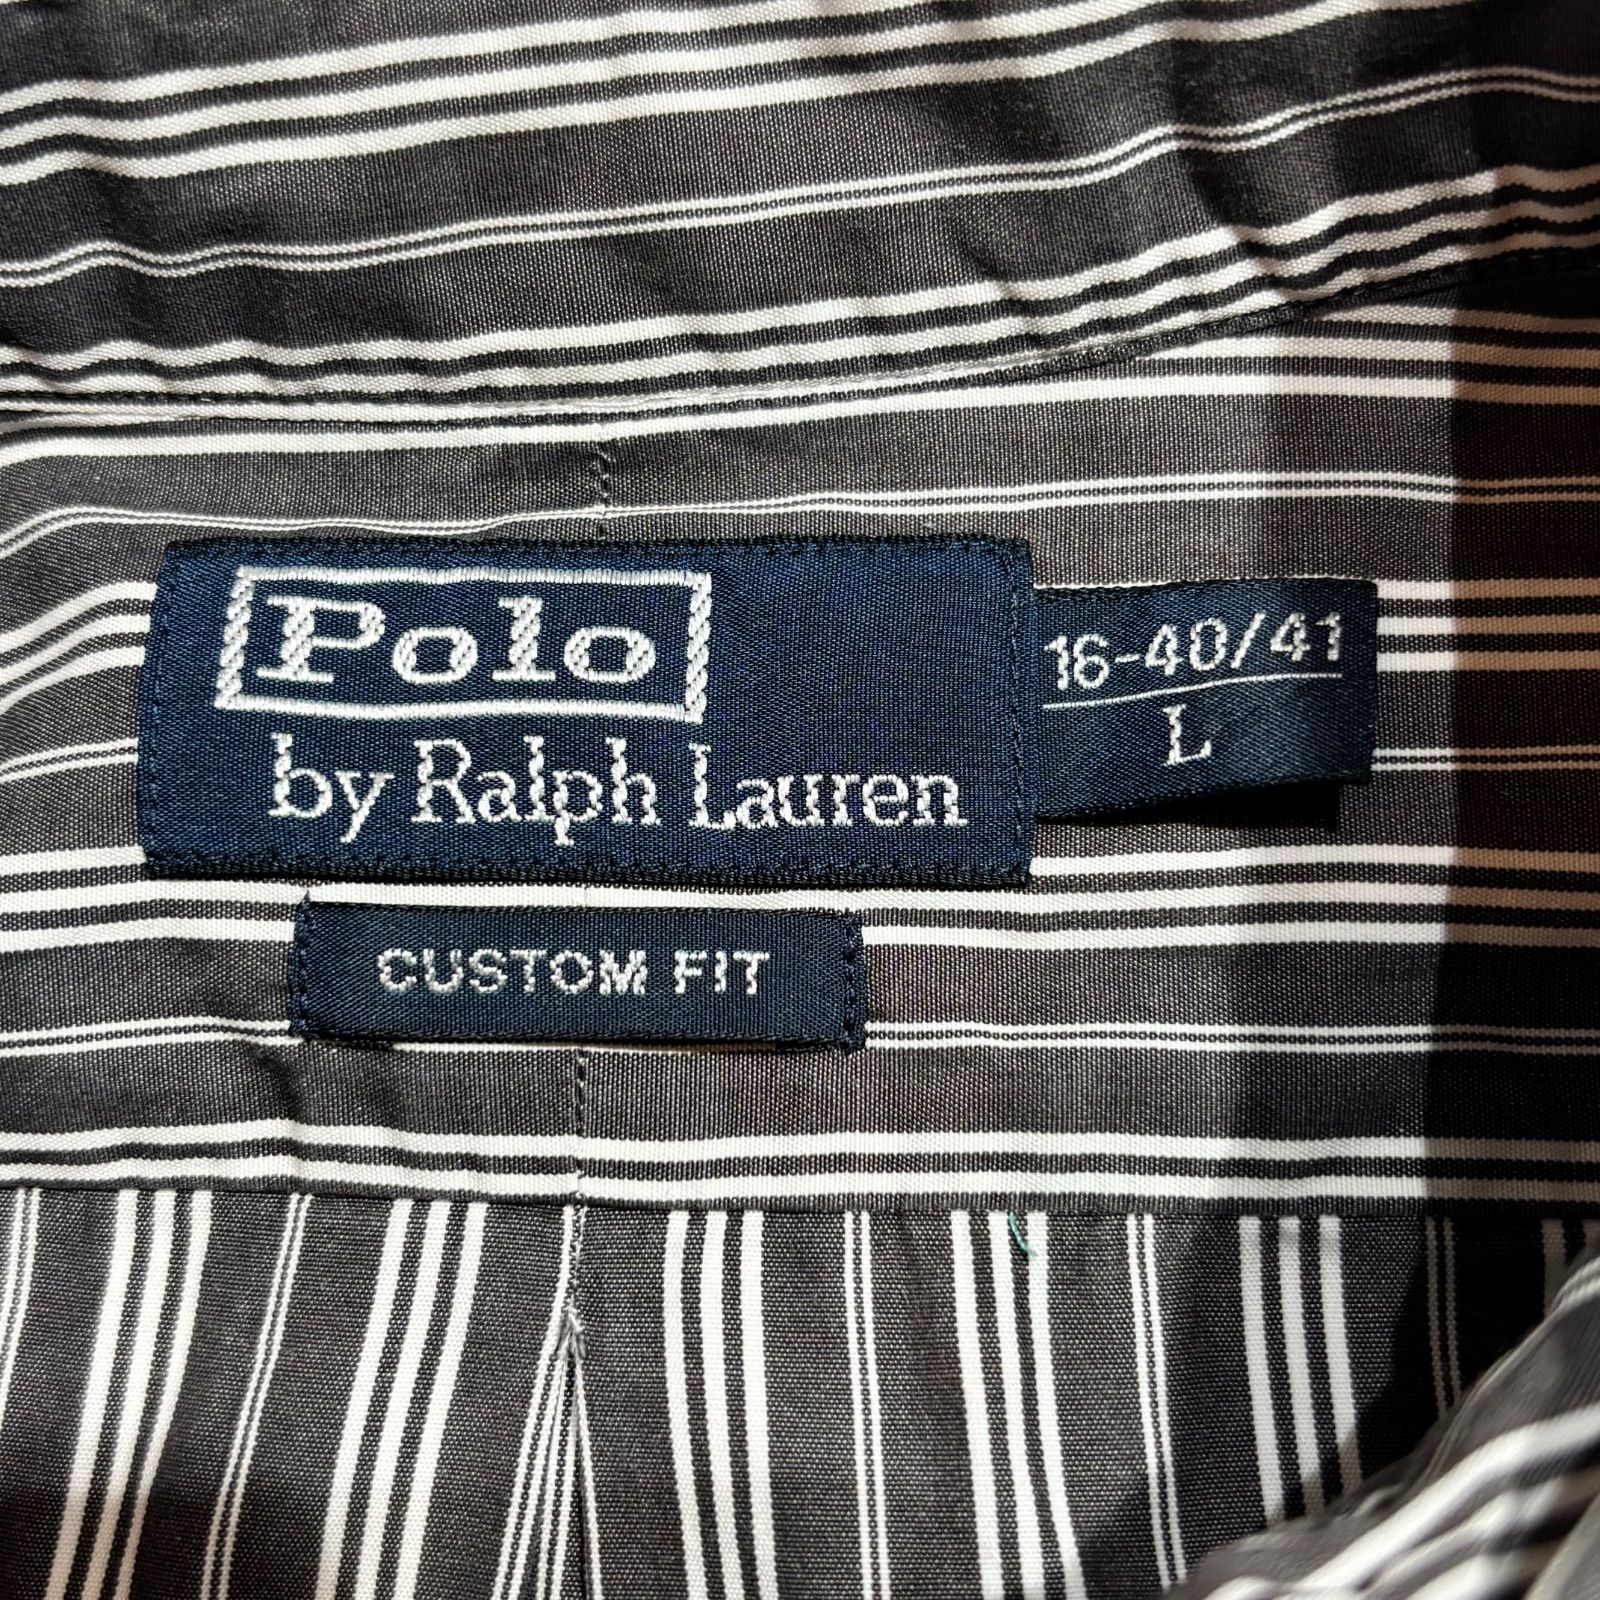 Polo
by Ralph Lauren
16-40/41
L
CUSTOM FIT